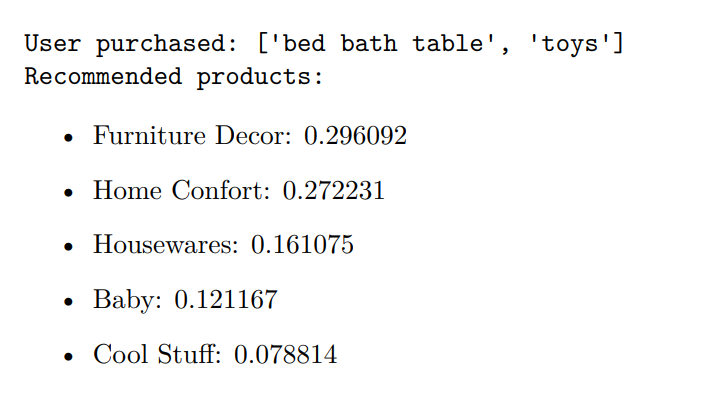 User purchased: ['bed bath table', 'toys']
Recommended products:
• Furniture Decor: 0.296092
• Home Confort: 0.272231
• Housewares: 0.161075
• Baby: 0.121167
• Cool Stuff: 0.078814